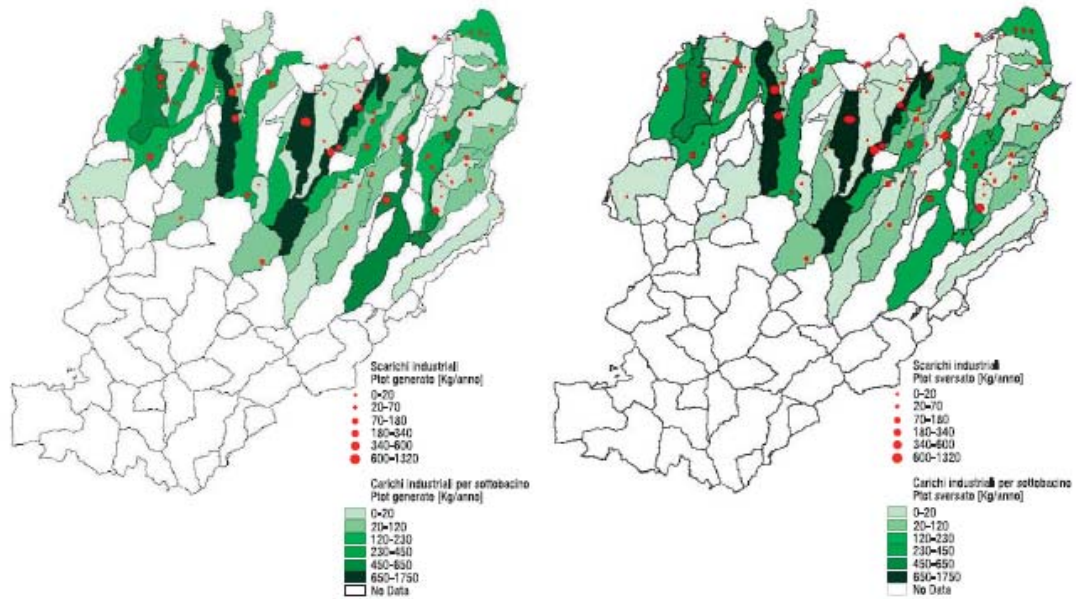 Scarichi industriali
Ptot generato [Kg/anno]
0-20
20-70
70-180
180-340
340-600
600-1320
Carichi industriali per sottobacino
Ptot generato [Kg/anno]
0-20
20-120
120-230
230-450
450-650
650-1750
No Data
Scarichi industriali
Ptot sversato [Kg/anno]
0-20
20-70
70-180
180-340
340-600
600-1320
Carichi industriali per sottobacino
Ptot sversato [Kg/anno]
0-20
20-120
120-230
230-450
450-650
650-1750
No Data